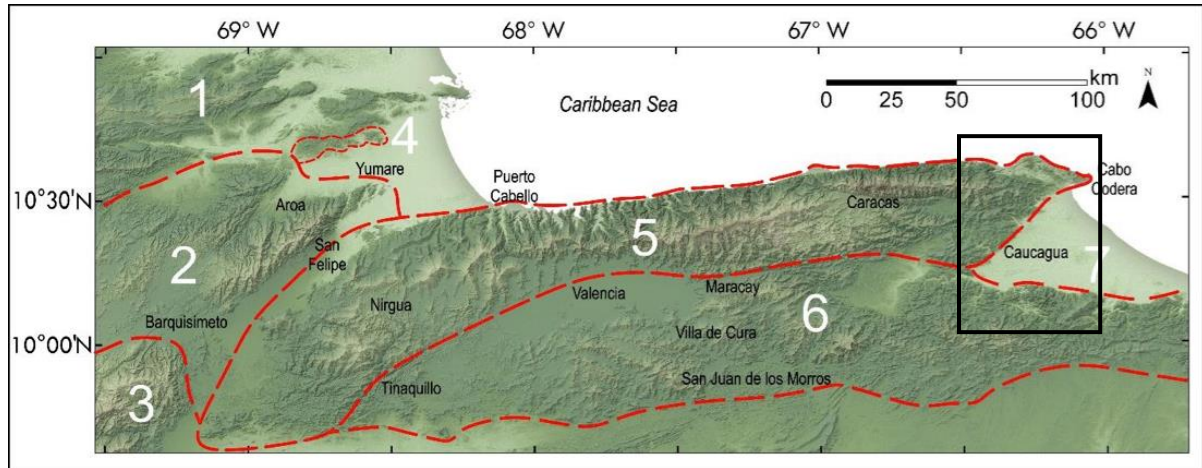 69° W
68° W
67° W
66° W
km
0
25
50
100
N
Caribbean Sea
1
4
Yumare
Puerto
Cabello
Cabo
Codera
10°30'N
Aroa
Caracas
San
Felipe
5
Caucagua
7
2
Nirgua
Valencia
Maracay
6
Barquisimeto
Villa de Cura
10°00'N
3
Tinaquillo
San Juan de los Morros